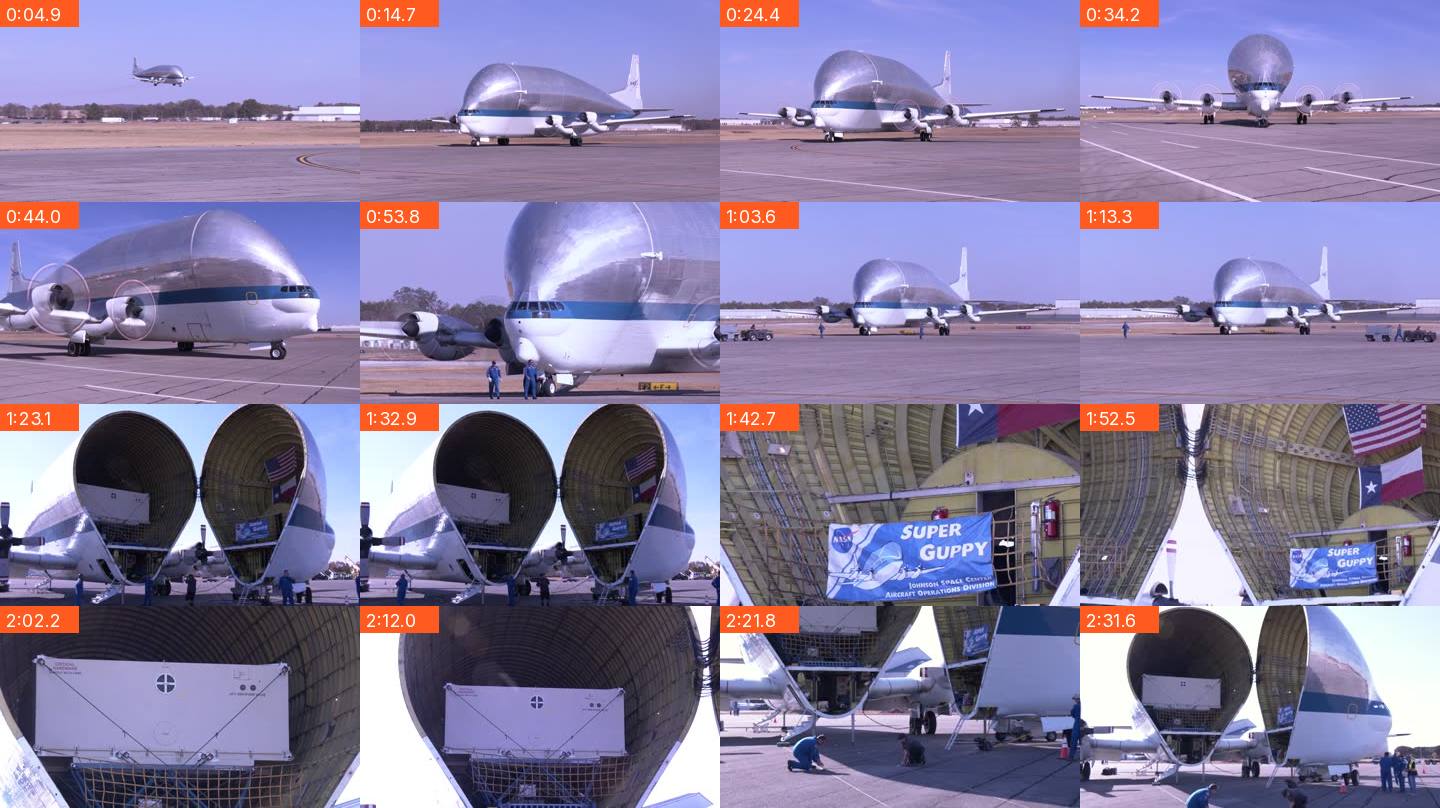 0:04.9
0:14.7
0:24.4
0:34.2
0:44.0
0:53.8
1:03.6
1:13.3
1:23.1
1:32.9
1:42.7
NASA
SUPER
GUPPY
JOHNSON SPACE CENTER
AIRCRAFT OPERATIONS DIVISION
1:52.5
SUPER
GUPPY
2:02.2
CRITICAL
HARDWARE
2:12.0
2:21.8
2:31.6